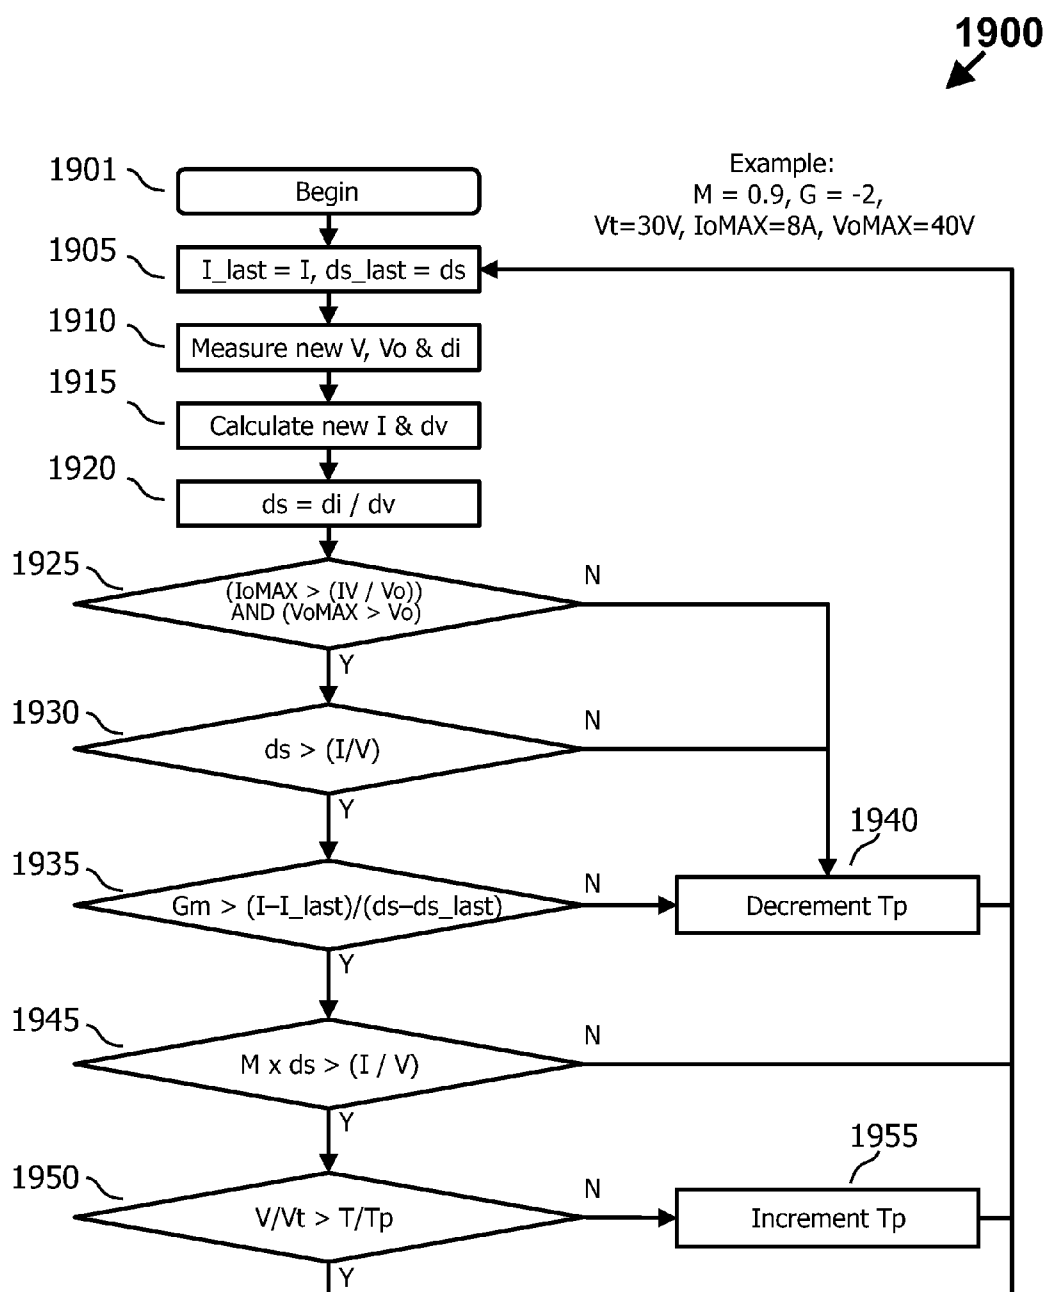 1900
Example:
M = 0.9, G = -2,
Vt=30V, IoMAX=8A, VoMAX=40V
1901
Begin
1905
I_last = I, ds_last = ds
1910
Measure new V, Vo & di
1915
Calculate new I & dv
1920
ds = di / dv
1925
(IoMAX > (IV / Vo))
AND (VoMAX > Vo)
N
Y
1930
ds > (I/V)
N
Y
1935
Gm > (I–I_last)/(ds–ds_last)
N
Y
1940
Decrement Tp
1945
M x ds > (I / V)
N
Y
1950
V/Vt > T/Tp
N
Y
1955
Increment Tp